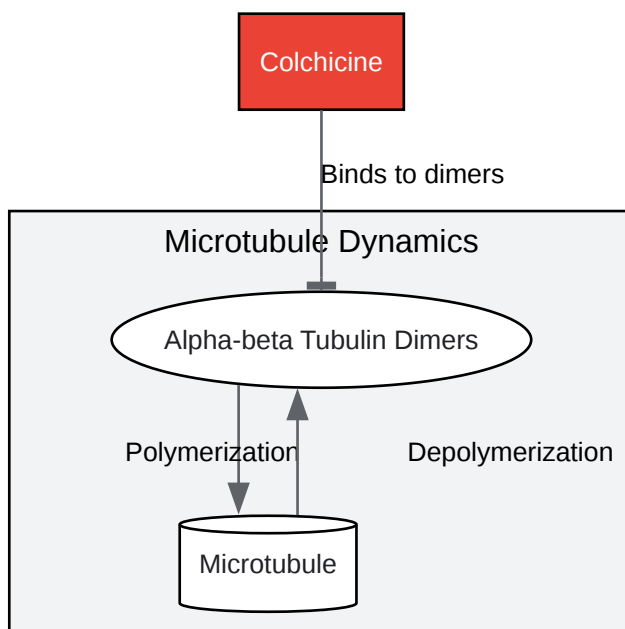 Colchicine
Binds to dimers
Microtubule Dynamics
Alpha-beta Tubulin Dimers
Polymerization
Depolymerization
Microtubule